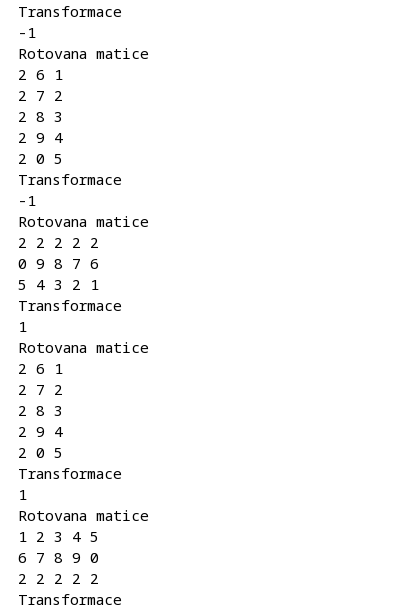 Transformace
-1
Rotovana matice
2 6 1
2 7 2
2 8 3
2 9 4
2 0 5
Transformace
-1
Rotovana matice
2 2 2 2 2
0 9 8 7 6
5 4 3 2 1
Transformace
1
Rotovana matice
2 6 1
2 7 2
2 8 3
2 9 4
2 0 5
Transformace
1
Rotovana matice
1 2 3 4 5
6 7 8 9 0
2 2 2 2 2
Transformace